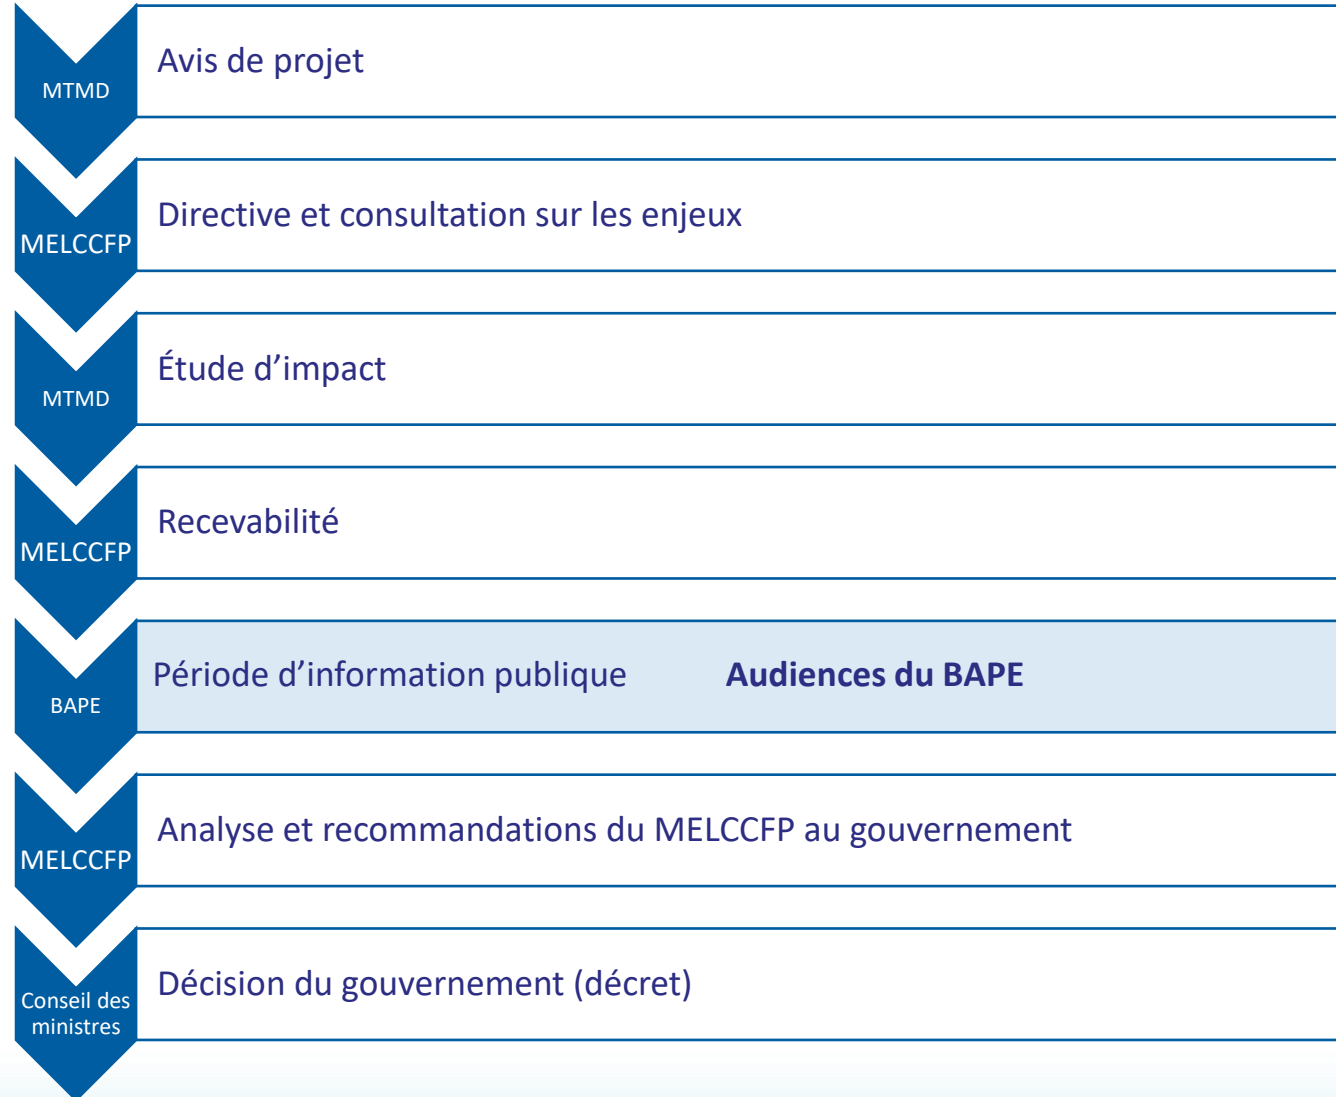 MTMD
Avis de projet
MELCCFP
Directive et consultation sur les enjeux
MTMD
Étude d’impact
MELCCFP
Recevabilité
BAPE
Période d’information publique Audiences du BAPE
MELCCFP
Analyse et recommandations du MELCCFP au gouvernement
Conseil des
ministres
Décision du gouvernement (décret)